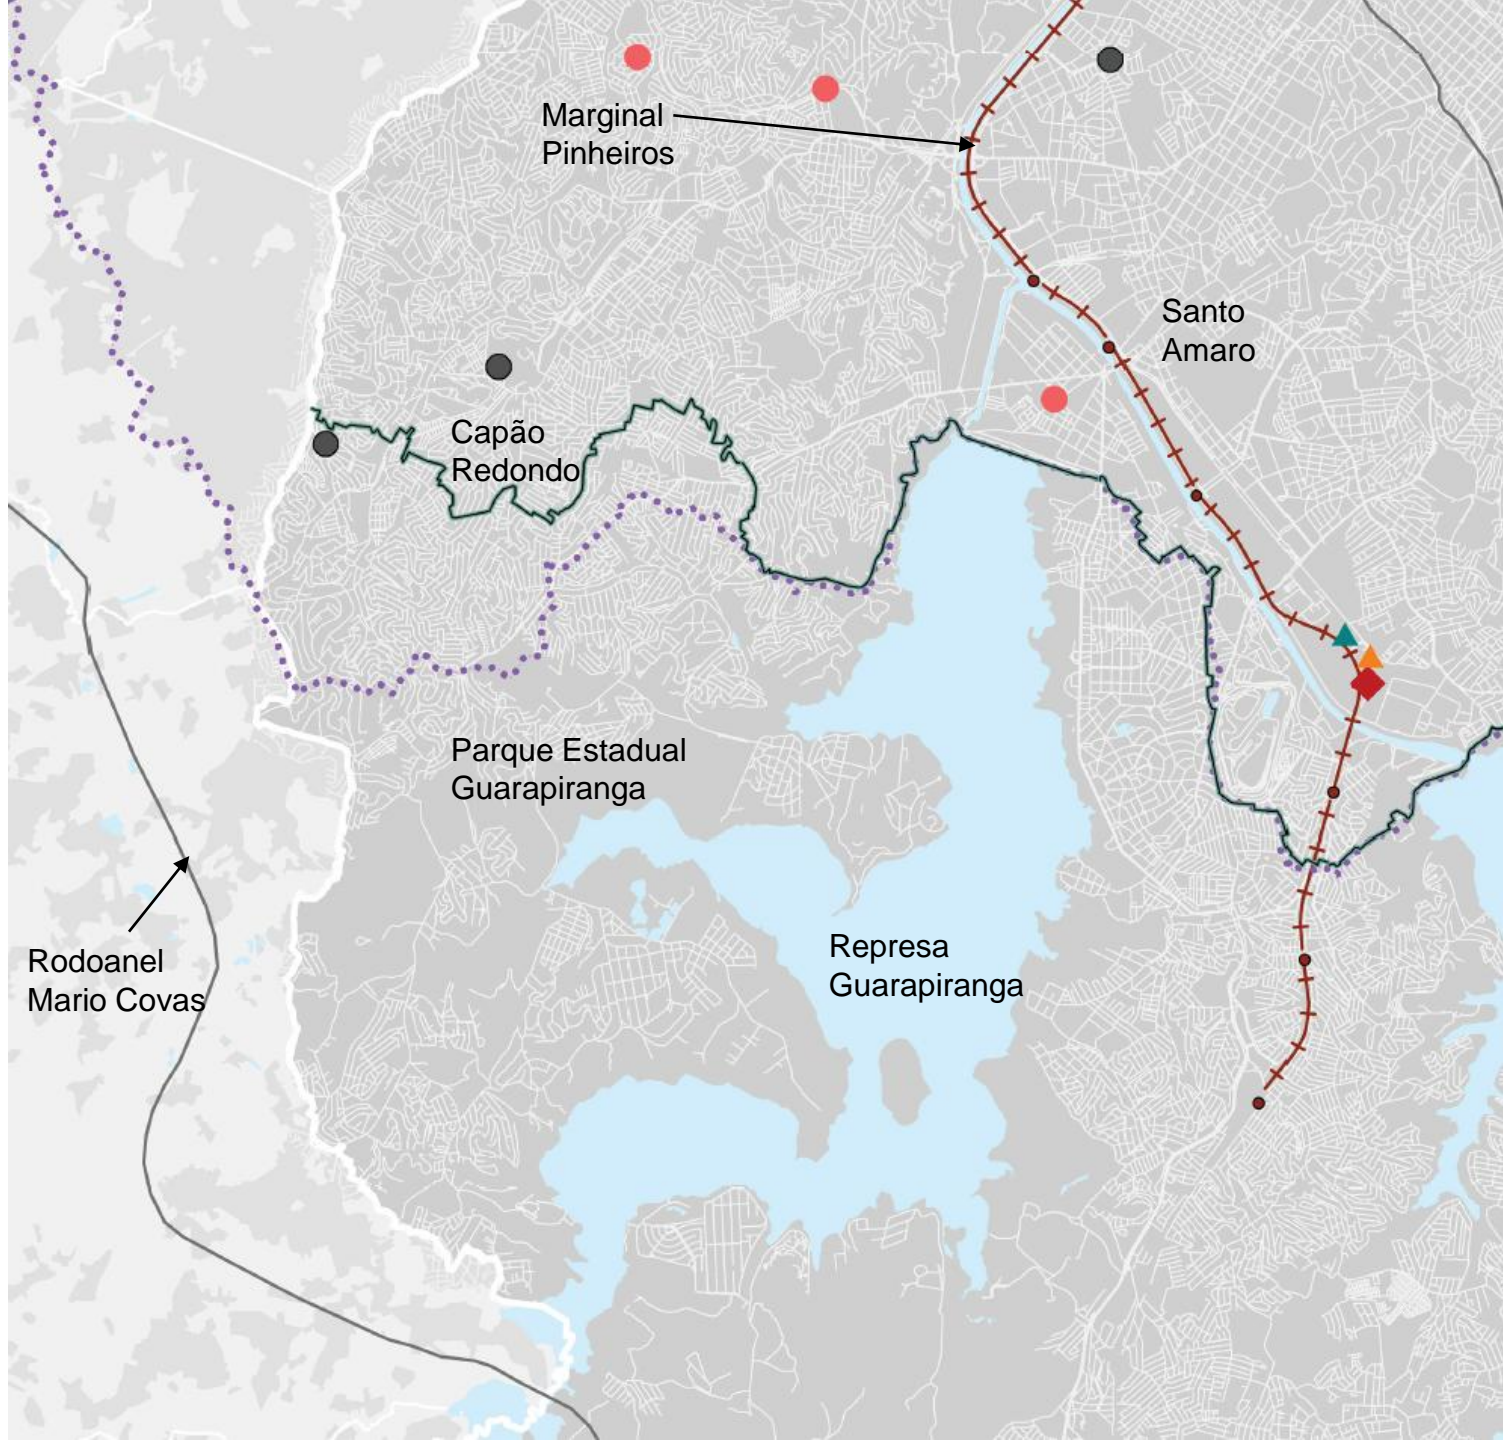 Marginal
Pinheiros
Santo
Amaro
Capão
Redondo
Parque Estadual
Guarapiranga
Represa
Guarapiranga
Rodoanel
Mario Covas